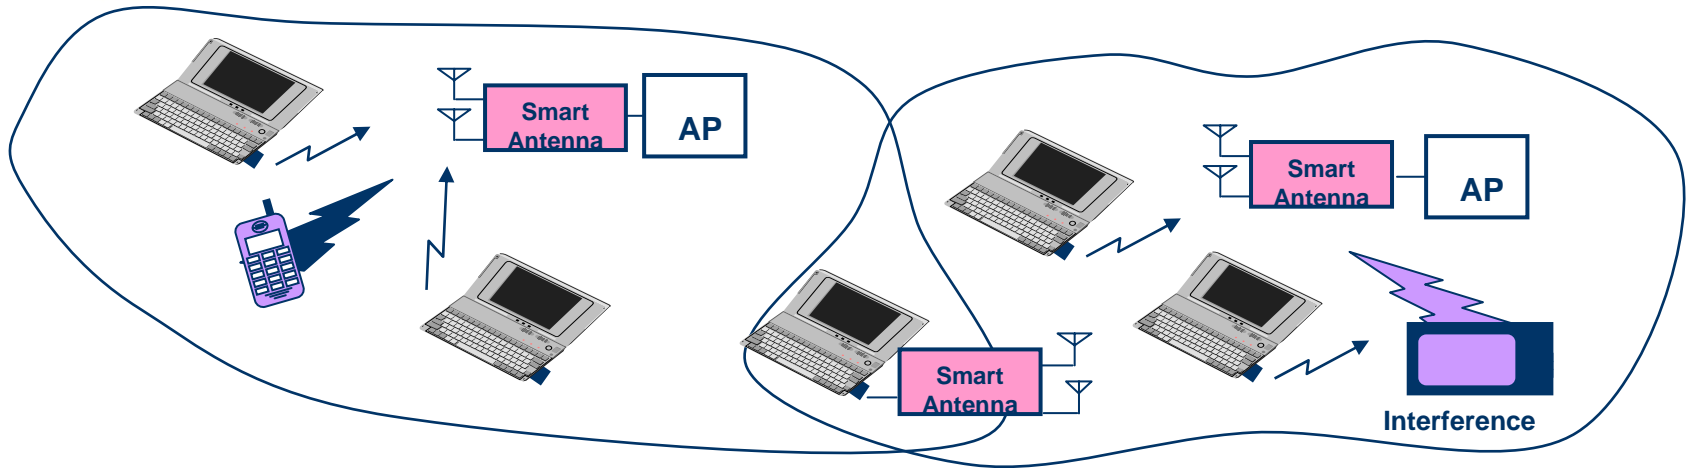 Smart
Antenna
AP
Smart
Antenna
AP
Smart
Antenna
Interference